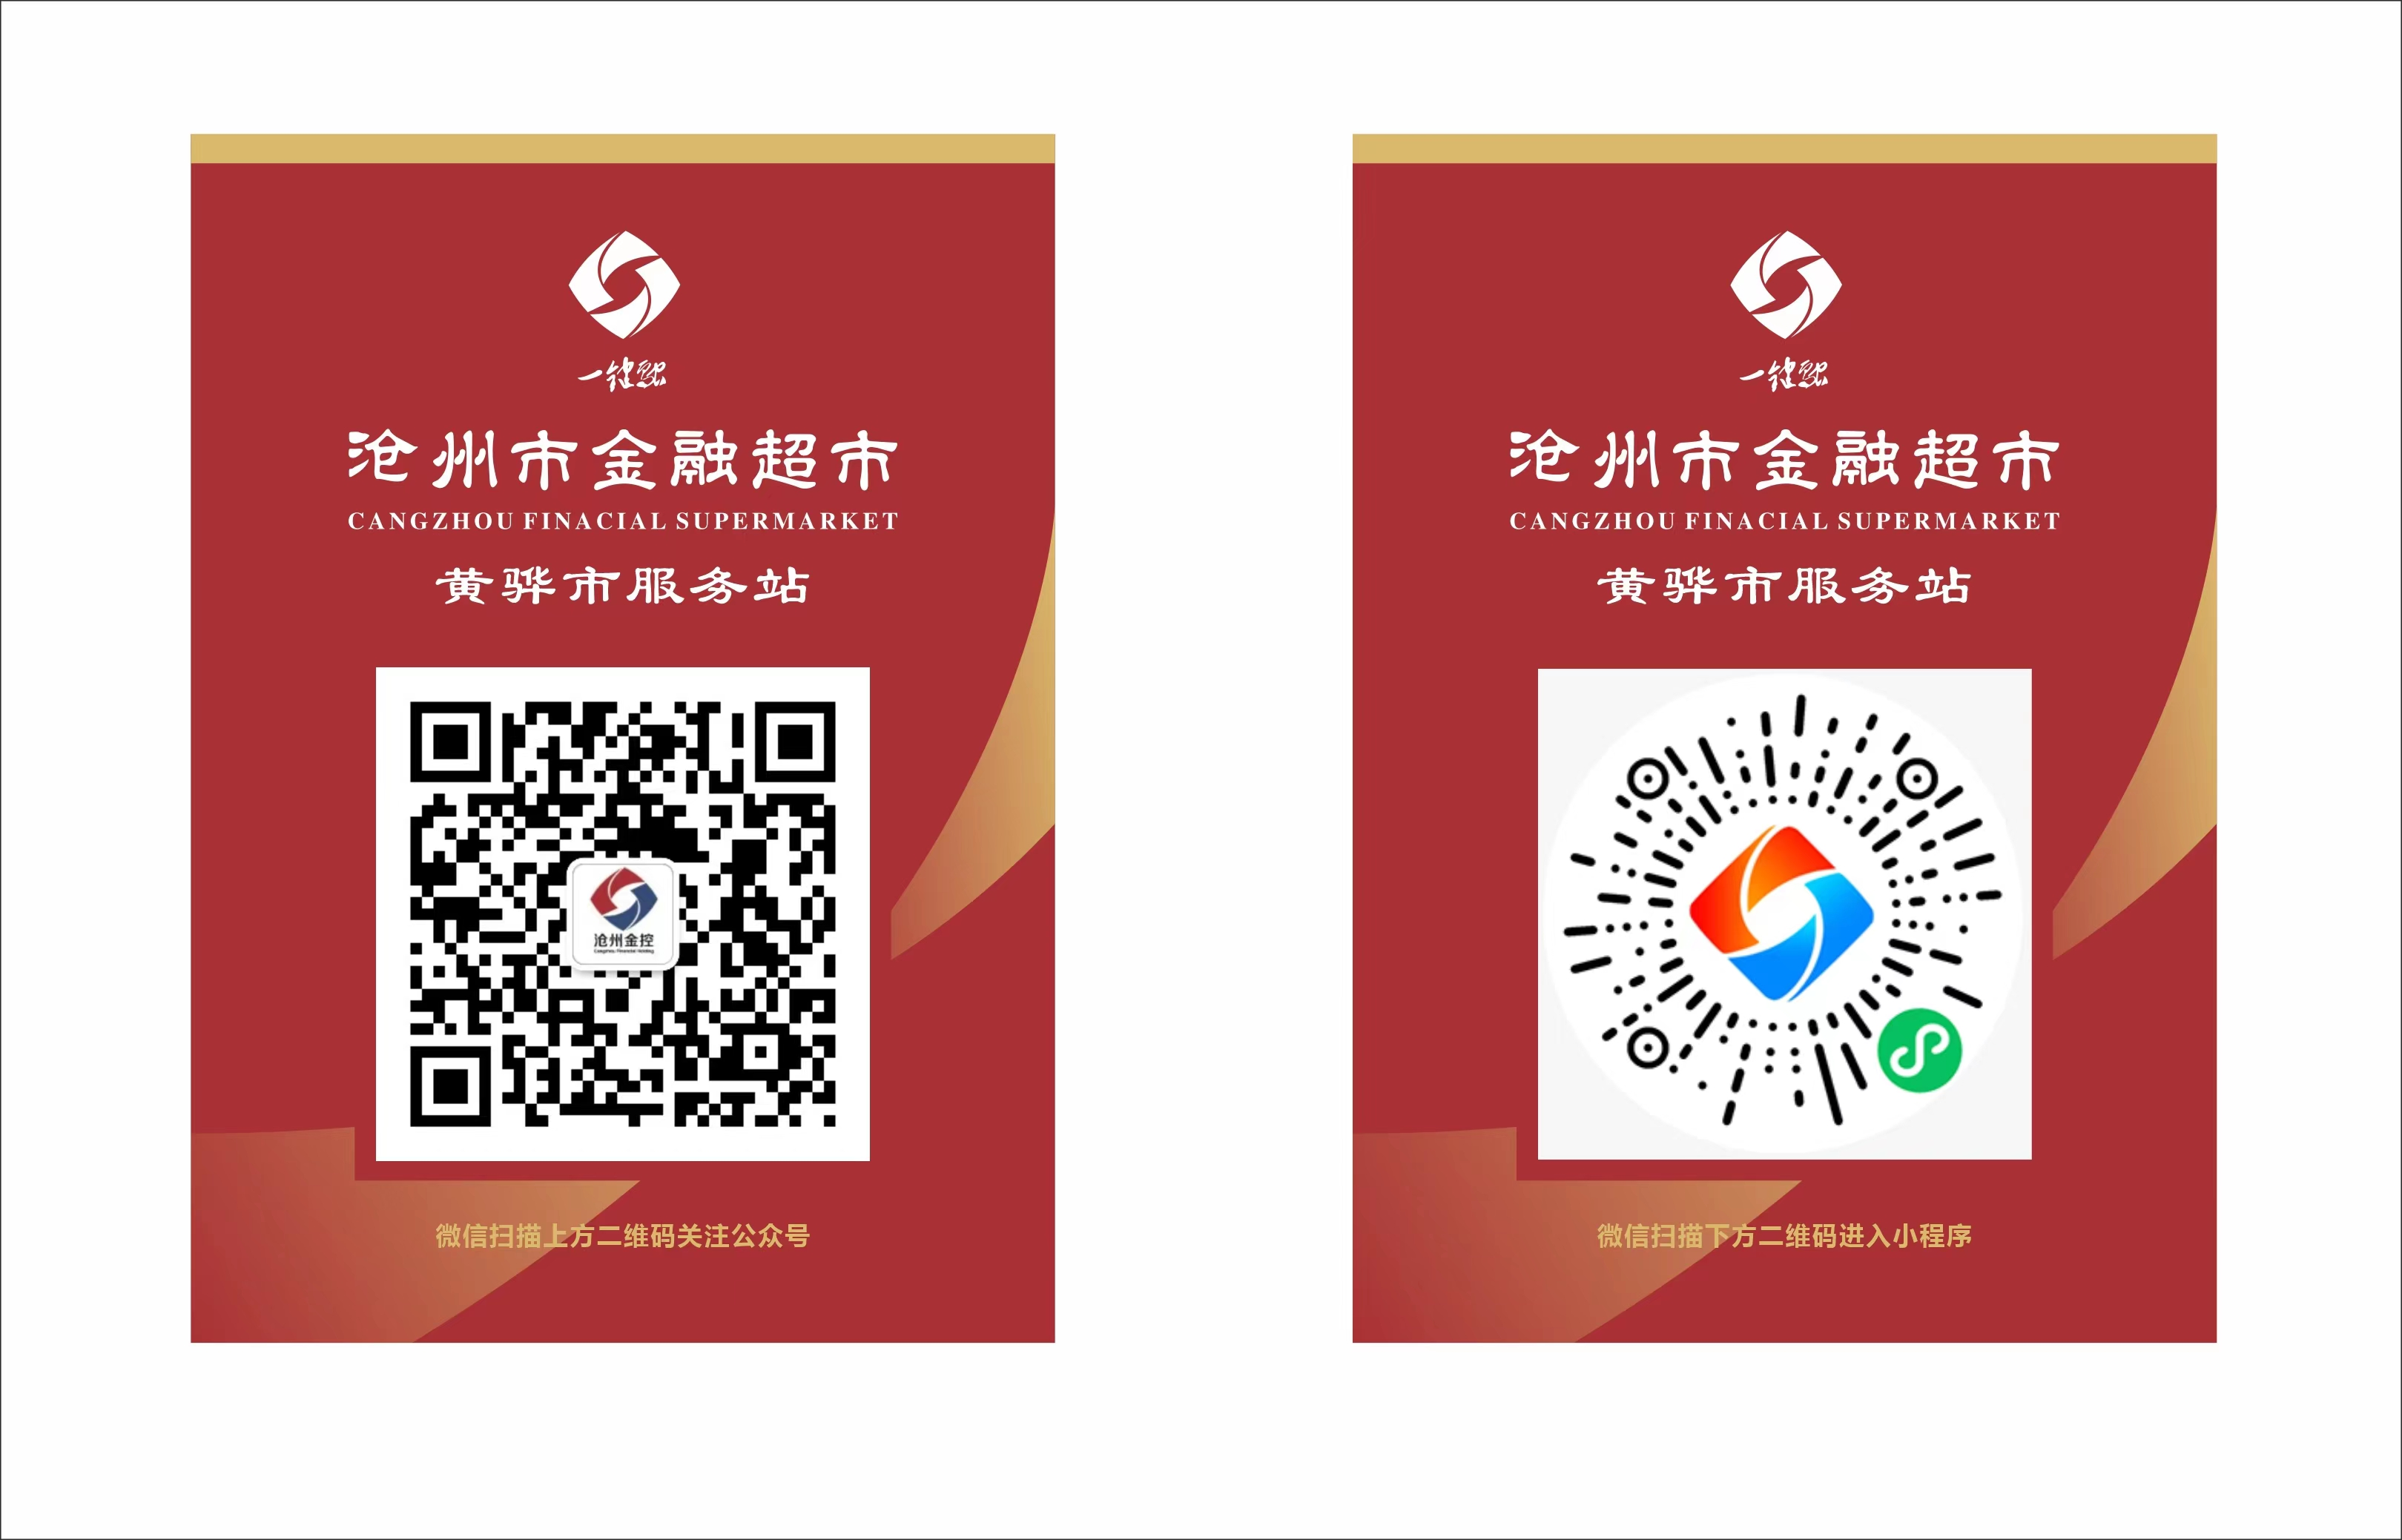 沧州市金融超市
CANGZHOU FINACIAL SUPERMARKET
黄骅市服务站
沧州金控
Cangzhou Financial Holding
微信扫描上方二维码关注公众号
沧州市金融超市
CANGZHOU FINACIAL SUPERMARKET
黄骅市服务站
微信扫描下方二维码进入小程序